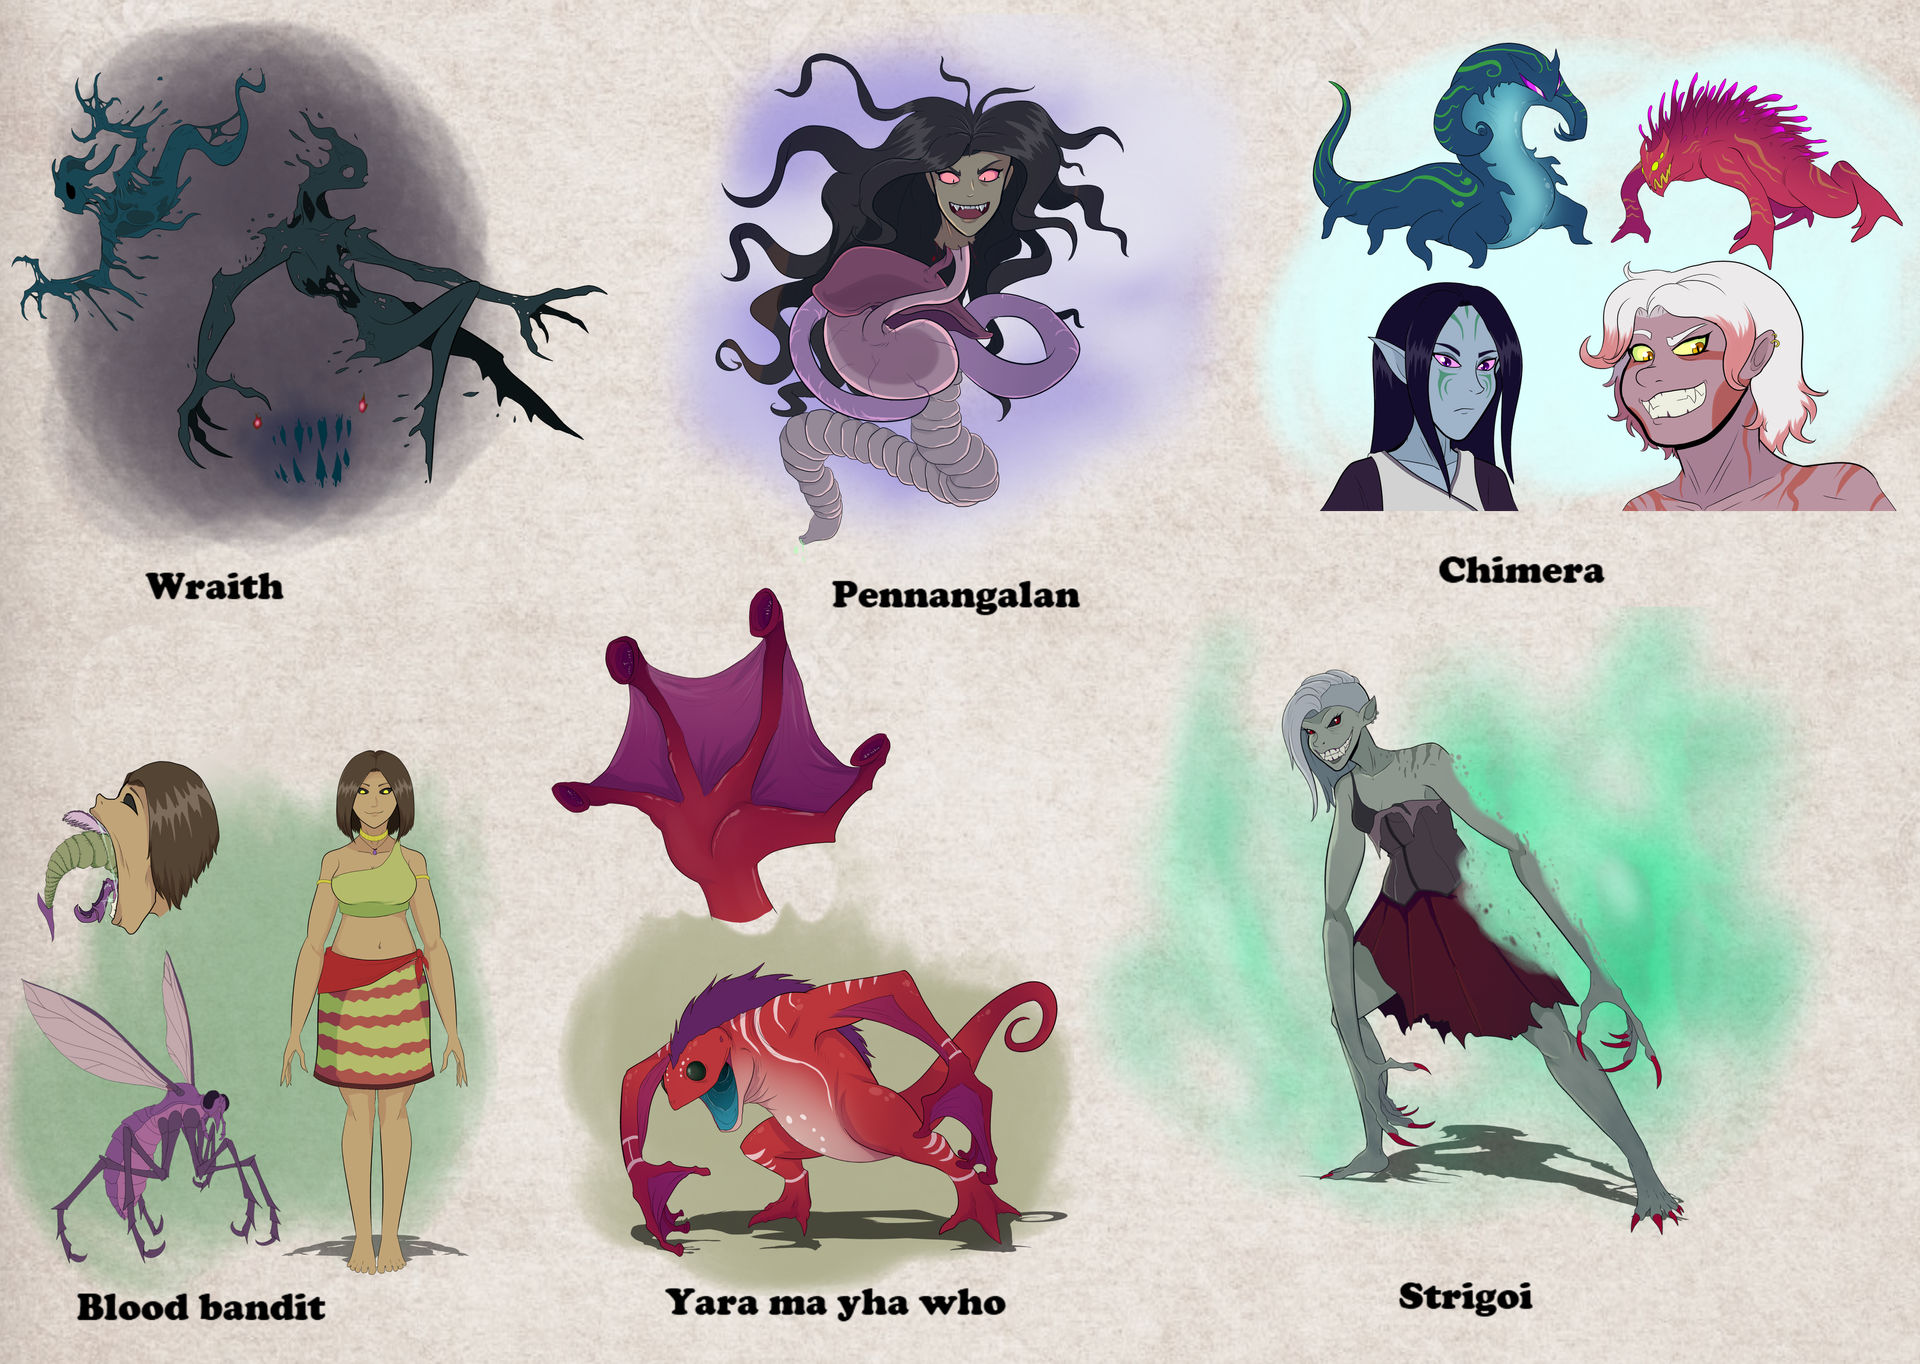 Wraith
Pennangalan
Chimera
Blood bandit
Yara ma yha who
Strigoi